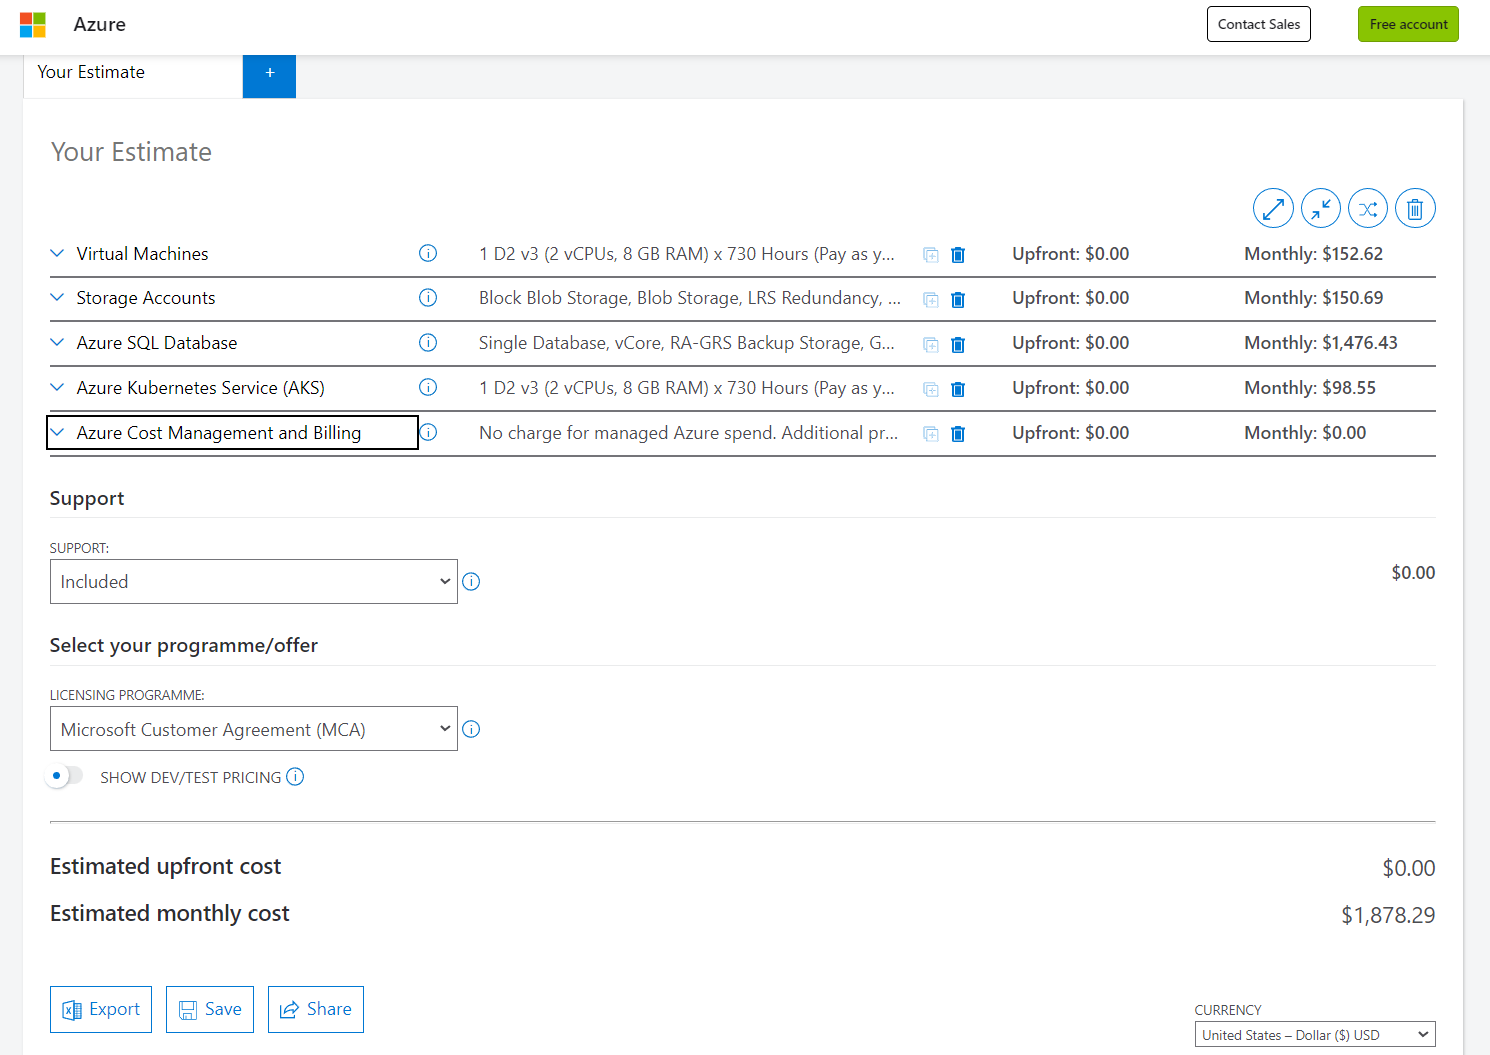 Azure
Contact Sales
Free account
Your Estimate
+
Your Estimate
Virtual Machines 1 D2 v3 (2 vCPUs, 8 GB RAM) x 730 Hours (Pay as y... Upfront: $0.00 Monthly: $152.62
Storage Accounts Block Blob Storage, Blob Storage, LRS Redundancy, ... Upfront: $0.00 Monthly: $150.69
Azure SQL Database Single Database, vCore, RA-GRS Backup Storage, G... Upfront: $0.00 Monthly: $1,476.43
Azure Kubernetes Service (AKS) 1 D2 v3 (2 vCPUs, 8 GB RAM) x 730 Hours (Pay as y... Upfront: $0.00 Monthly: $98.55
Azure Cost Management and Billing No charge for managed Azure spend. Additional pr... Upfront: $0.00 Monthly: $0.00
Support
SUPPORT:
Included
$0.00
Select your programme/offer
LICENSING PROGRAMME:
Microsoft Customer Agreement (MCA)
SHOW DEV/TEST PRICING
Estimated upfront cost $0.00
Estimated monthly cost $1,878.29
Export Save Share
CURRENCY
United States – Dollar ($) USD